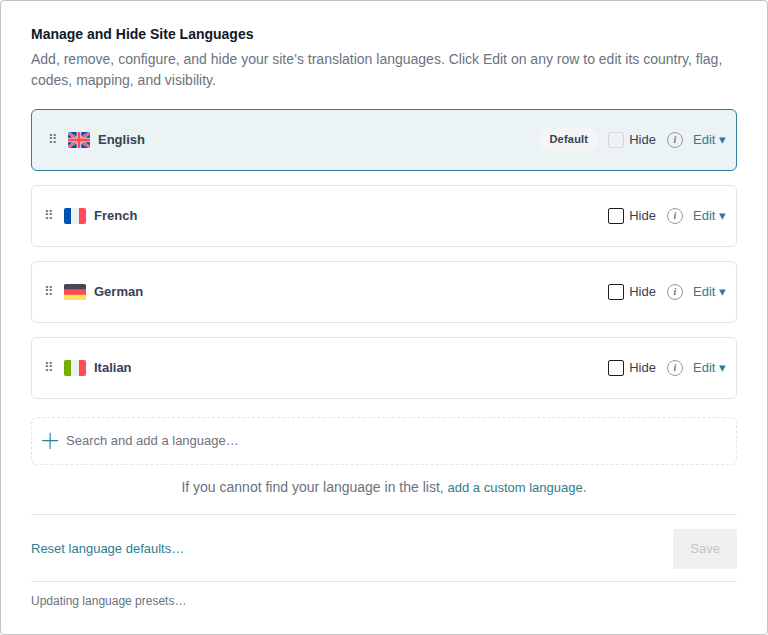 Manage and Hide Site Languages
Add, remove, configure, and hide your site’s translation languages. Click Edit on any row to edit its country, flag,
codes, mapping, and visibility.
English Default Hide i Edit ▾
French Hide i Edit ▾
German Hide i Edit ▾
Italian Hide i Edit ▾
Search and add a language…
If you cannot find your language in the list, add a custom language.
Reset language defaults… Save
Updating language presets…